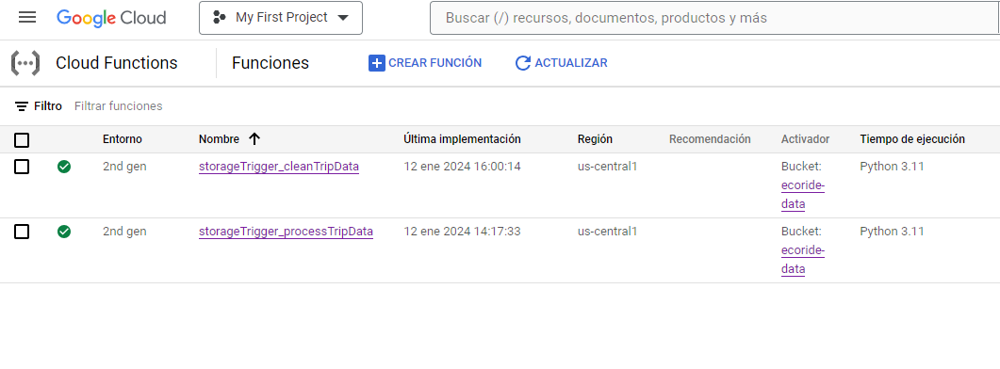 Google Cloud My First Project Buscar (/) recursos, documentos, productos y más
Cloud Functions Funciones CREAR FUNCIÓN ACTUALIZAR
Filtro Filtrar funciones
Entorno Nombre Última implementación Región Recomendación Activador Tiempo de ejecución
2nd gen storageTrigger_cleanTripData 12 ene 2024 16:00:14 us-central1 Bucket: Python 3.11
ecoride-
data
2nd gen storageTrigger_processTripData 12 ene 2024 14:17:33 us-central1 Bucket: Python 3.11
ecoride-
data